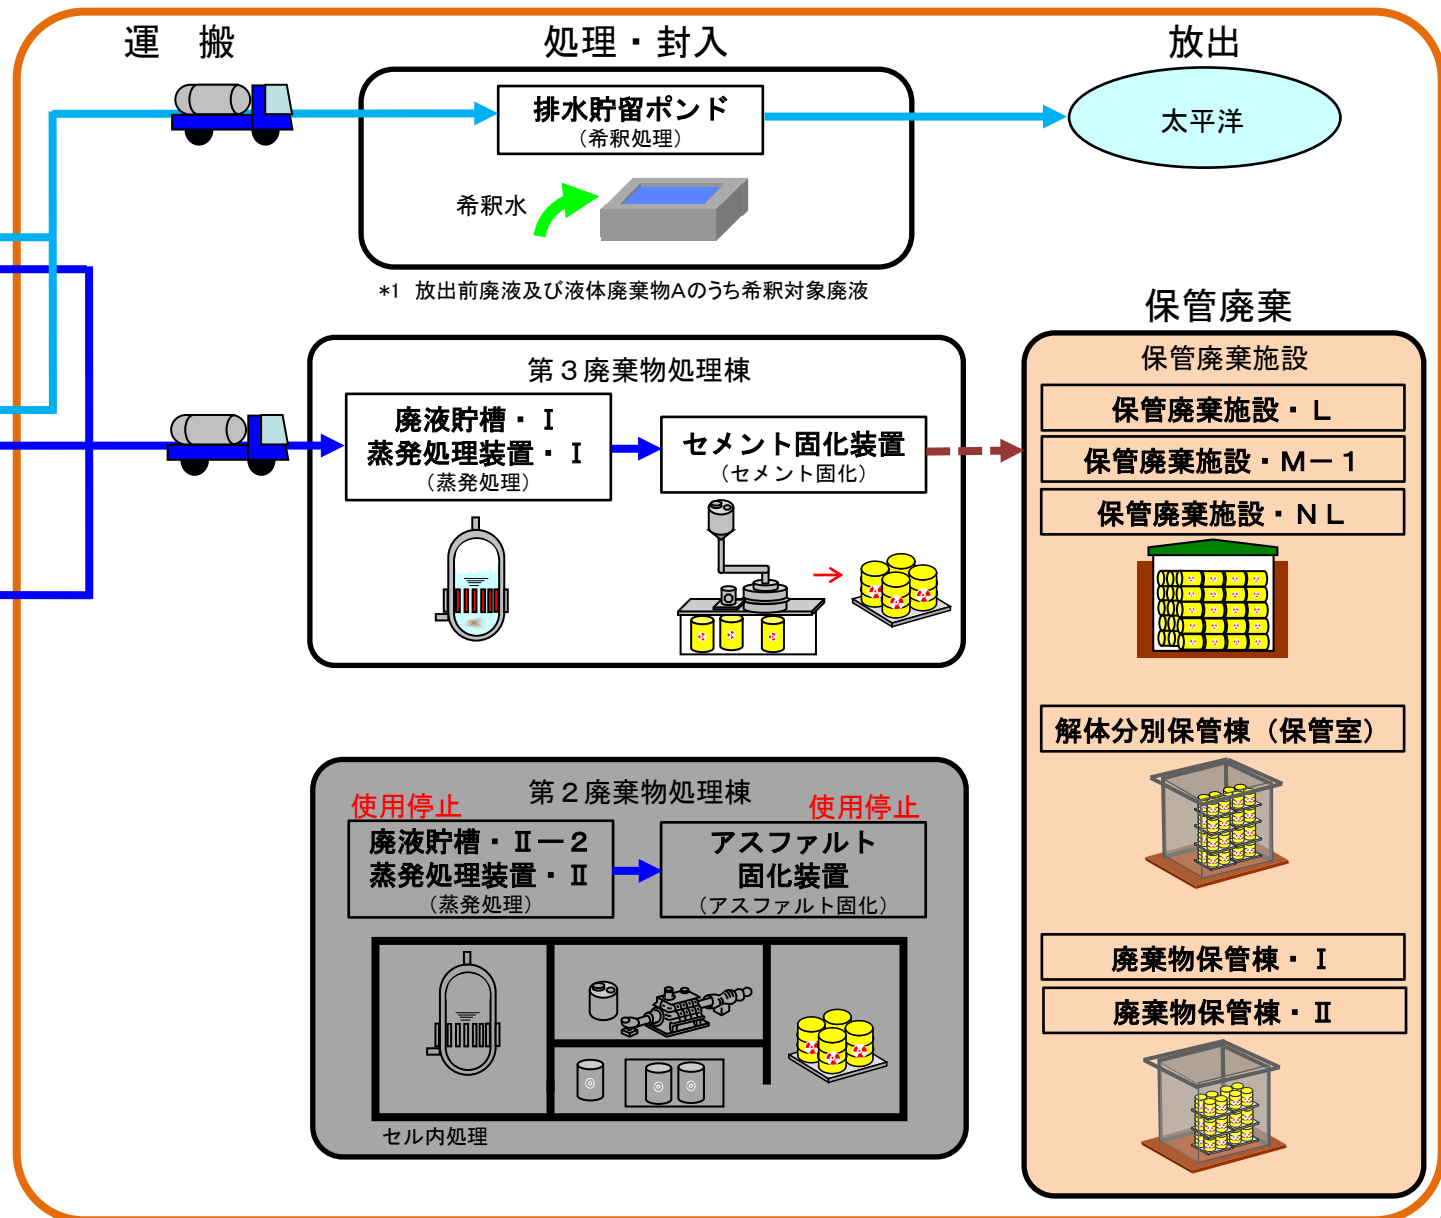 運　搬
処理・封入
放出
排水貯留ポンド
（希釈処理）
太平洋
希釈水
*1　放出前廃液及び液体廃棄物Aのうち希釈対象廃液
保管廃棄
第３廃棄物処理棟
廃液貯槽・Ⅰ
蒸発処理装置・Ⅰ
（蒸発処理）
セメント固化装置
（セメント固化）
保管廃棄施設
保管廃棄施設・Ｌ
保管廃棄施設・Ｍ－１
保管廃棄施設・ＮＬ
解体分別保管棟（保管室）
第２廃棄物処理棟
使用停止
使用停止
廃液貯槽・Ⅱ－２
蒸発処理装置・Ⅱ
（蒸発処理）
アスファルト
固化装置
（アスファルト固化）
セル内処理
廃棄物保管棟・Ⅰ
廃棄物保管棟・Ⅱ